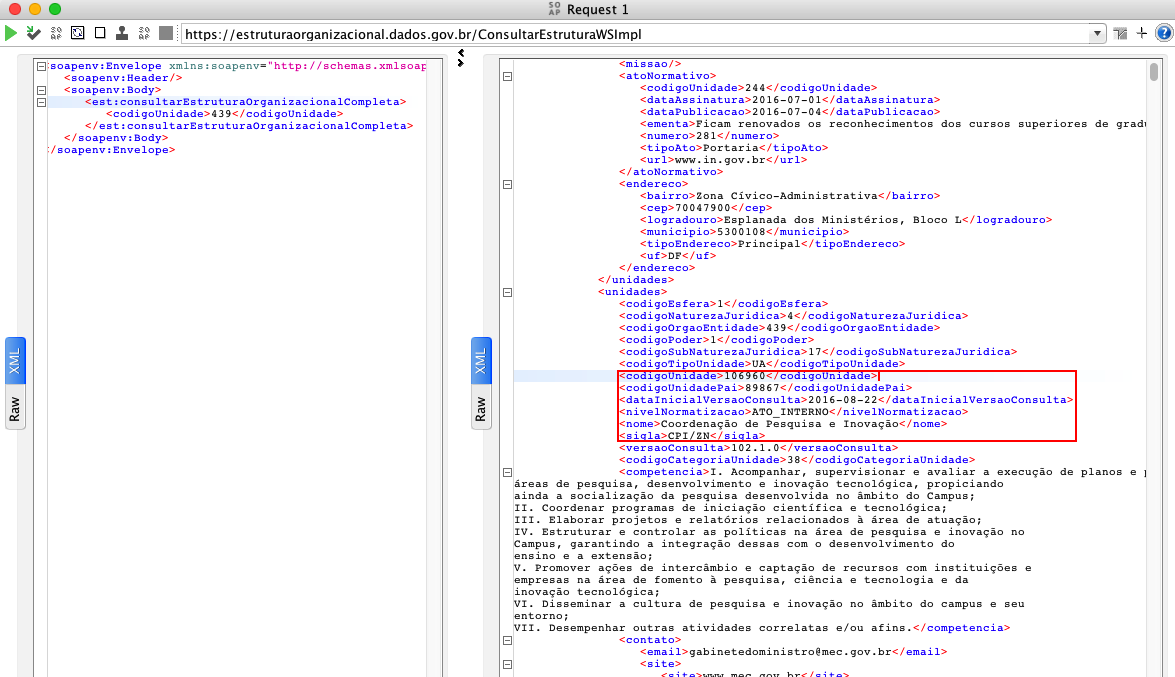 SO AP Request 1
SO AP SO AP https://estruturaorganizacional.dados.gov.br/ConsultarEstruturaWSImpl + ?
XML
Raw
soapenv:Envelope xmlns:soapenv="http://schemas.xmlsoap
<soapenv:Header/>
<soapenv:Body>
<est:consultarEstruturaOrganizacionalCompleta>
<codigoUnidade>439</codigoUnidade>
</est:consultarEstruturaOrganizacionalCompleta>
</soapenv:Body>
/soapenv:Envelope>
XML
Raw
<missao/>
<atoNormativo>
<codigoUnidade>244</codigoUnidade>
<dataAssinatura>2016-07-01</dataAssinatura>
<dataPublicacao>2016-07-04</dataPublicacao>
<ementa>Ficam renovados os reconhecimentos dos cursos superiores de gradu
<numero>281</numero>
<tipoAto>Portaria</tipoAto>
<url>www.in.gov.br</url>
</atoNormativo>
<endereco>
<bairro>Zona Cívico-Administrativa</bairro>
<cep>70047900</cep>
<logradouro>Esplanada dos Ministérios, Bloco L</logradouro>
<municipio>5300108</municipio>
<tipoEndereco>Principal</tipoEndereco>
<uf>DF</uf>
</endereco>
</unidades>
<unidades>
<codigoEsfera>1</codigoEsfera>
<codigoNaturezaJuridica>4</codigoNaturezaJuridica>
<codigoOrgaoEntidade>439</codigoOrgaoEntidade>
<codigoPoder>1</codigoPoder>
<codigoSubNaturezaJuridica>17</codigoSubNaturezaJuridica>
<codigoTipoUnidade>UA</codigoTipoUnidade>
<codigoUnidade>106960</codigoUnidade>
<codigoUnidadePai>89867</codigoUnidadePai>
<dataInicialVersaoConsulta>2016-08-22</dataInicialVersaoConsulta>
<nivelNormatizacao>ATO_INTERNO</nivelNormatizacao>
<nome>Coordenação de Pesquisa e Inovação</nome>
<sigla>CPI/ZN</sigla>
<versaoConsulta>102.1.0</versaoConsulta>
<codigoCategoriaUnidade>38</codigoCategoriaUnidade>
<competencia>I. Acompanhar, supervisionar e avaliar a execução de planos e p
áreas de pesquisa, desenvolvimento e inovação tecnológica, propiciando
ainda a socialização da pesquisa desenvolvida no âmbito do Campus;
II. Coordenar programas de iniciação científica e tecnológica;
III. Elaborar projetos e relatórios relacionados à área de atuação;
IV. Estruturar e controlar as políticas na área de pesquisa e inovação no
Campus, garantindo a integração dessas com o desenvolvimento do
ensino e a extensão;
V. Promover ações de intercâmbio e captação de recursos com instituições e
empresas na área de fomento à pesquisa, ciência e tecnologia e da
inovação tecnológica;
VI. Disseminar a cultura de pesquisa e inovação no âmbito do campus e seu
entorno;
VII. Desempenhar outras atividades correlatas e/ou afins.</competencia>
<contato>
<email>gabinetedoministro@mec.gov.br</email>
<site>
<site>www.mec.gov.br</site>